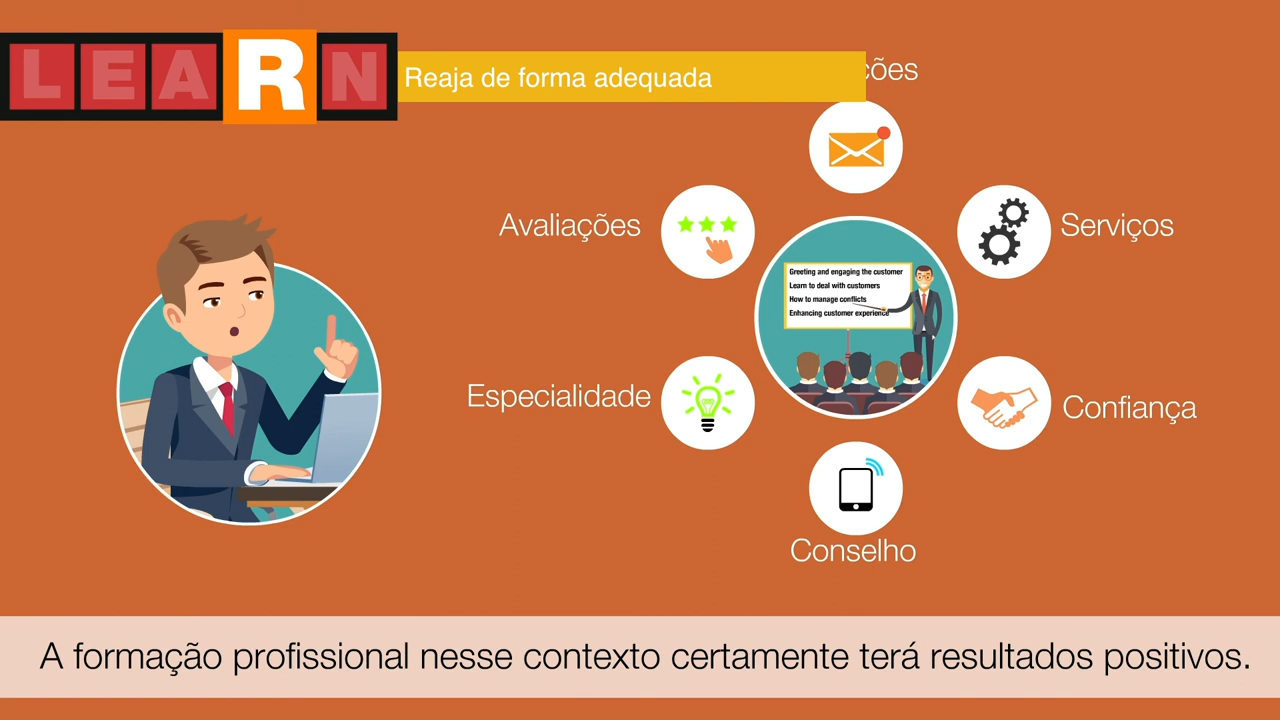 LEARN
Reaja de forma adequada
ções
Avaliações
Serviços
Greeting and engaging the customer
Learn to deal with customers
How to manage conflicts
Enhancing customer experience
Especialidade
Confiança
Conselho
A formação profissional nesse contexto certamente terá resultados positivos.